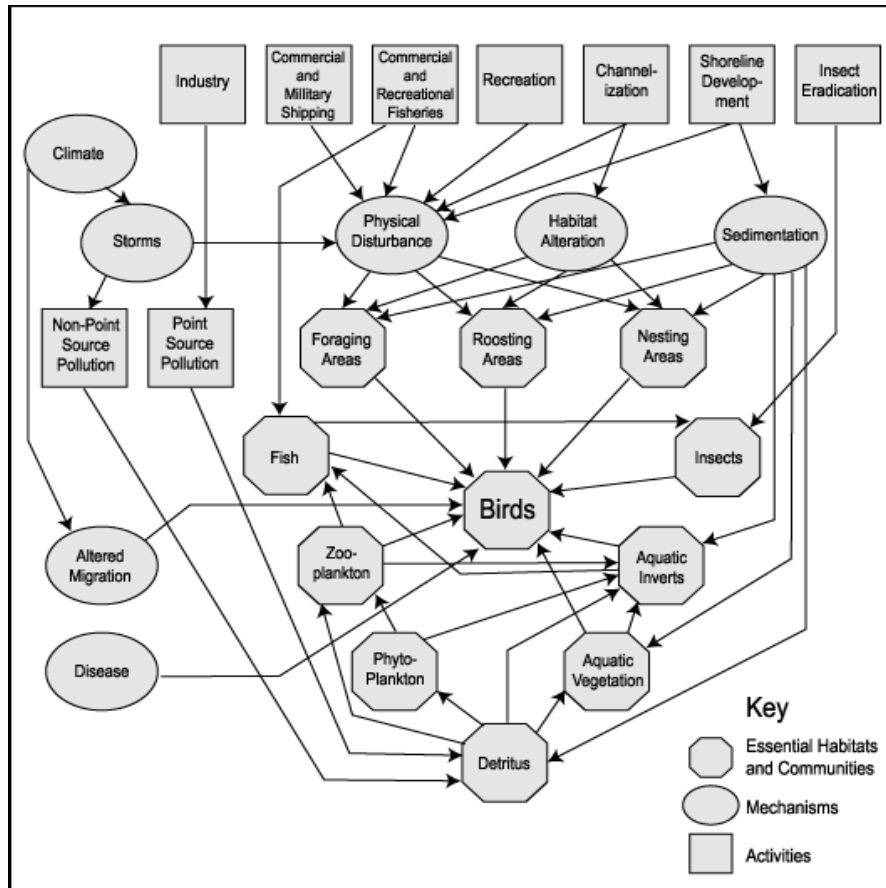 Industry
Commercial
and
Military
Shipping
Commercial
and
Recreational
Fisheries
Recreation
Channel-
ization
Shoreline
Develop-
ment
Insect
Eradication
Climate
Storms
Physical
Disturbance
Habitat
Alteration
Sedimentation
Non-Point
Source
Pollution
Point
Source
Pollution
Foraging
Areas
Roosting
Areas
Nesting
Areas
Fish
Insects
Birds
Altered
Migration
Zoo-
plankton
Aquatic
Inverts
Disease
Phyto-
Plankton
Aquatic
Vegetation
Detritus
Key
Essential Habitats
and Communities
Mechanisms
Activities